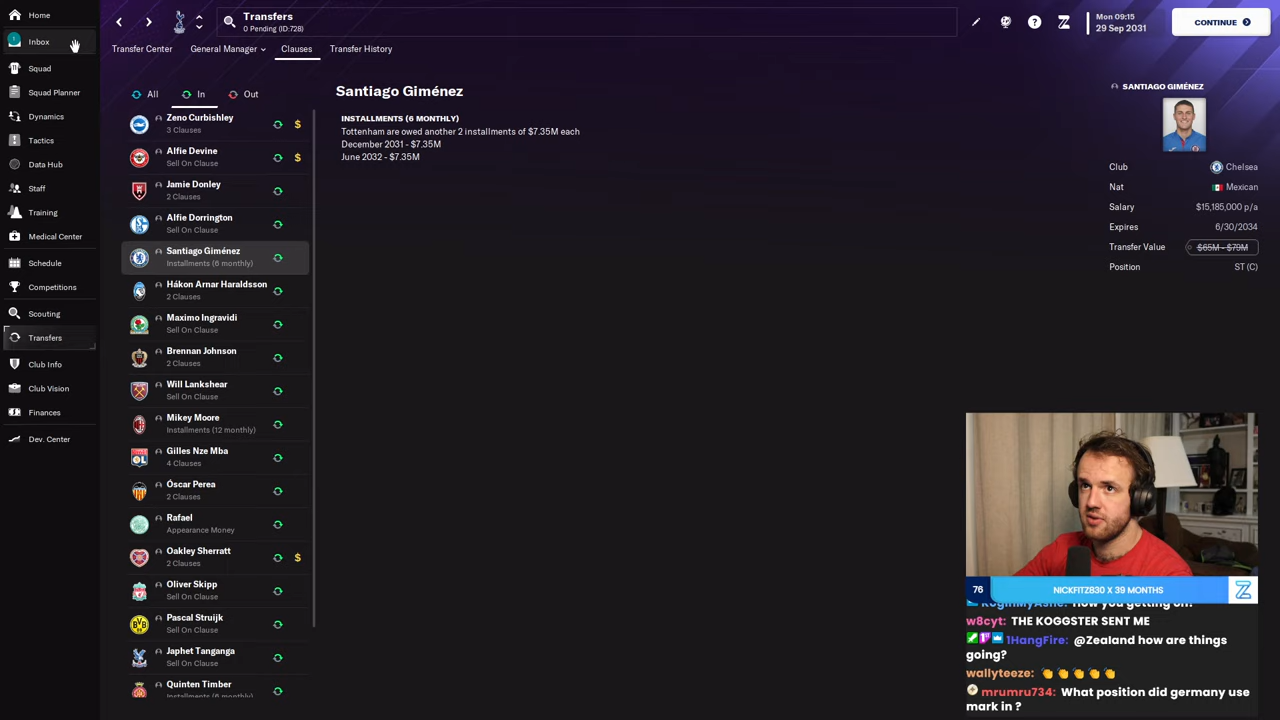 Home
Inbox
Squad
Squad Planner
Dynamics
Tactics
Data Hub
Staff
Training
Medical Center
Schedule
Competitions
Scouting
Transfers
Club Info
Club Vision
Finances
Dev. Center
Transfers
0 Pending (ID:728)
Mon 09:15
29 Sep 2031
CONTINUE
Transfer Center
General Manager
Clauses
Transfer History
All
In
Out
Zeno Curbishley
3 Clauses
$
Alfie Devine
Sell On Clause
$
Jamie Donley
2 Clauses
Alfie Dorrington
Sell On Clause
Santiago Giménez
Installments (6 monthly)
Hákon Arnar Haraldsson
2 Clauses
Maximo Ingravidi
Sell On Clause
Brennan Johnson
2 Clauses
Will Lankshear
Sell On Clause
Mikey Moore
Installments (12 monthly)
Gilles Nze Mba
4 Clauses
Óscar Perea
2 Clauses
Rafael
Appearance Money
Oakley Sherratt
2 Clauses
$
Oliver Skipp
Sell On Clause
Pascal Struijk
Sell On Clause
Japhet Tanganga
Sell On Clause
Quinten Timber
Installments (6 monthly)
Santiago Giménez
INSTALLMENTS (6 MONTHLY)
Tottenham are owed another 2 installments of $7.35M each
December 2031 - $7.35M
June 2032 - $7.35M
SANTIAGO GIMÉNEZ
Club Chelsea
Nat Mexican
Salary $15,185,000 p/a
Expires 6/30/2034
Transfer Value $65M - $79M
Position ST (C)
76 NICKFITZB30 X 39 MONTHS
how you getting on?
w8cyt: THE KOGGSTER SENT ME
1HangFire: @Zealand how are things
going?
wallyteeze: 👏 👏 👏 👏 👏
mrumru734: What position did germany use
mark in ?